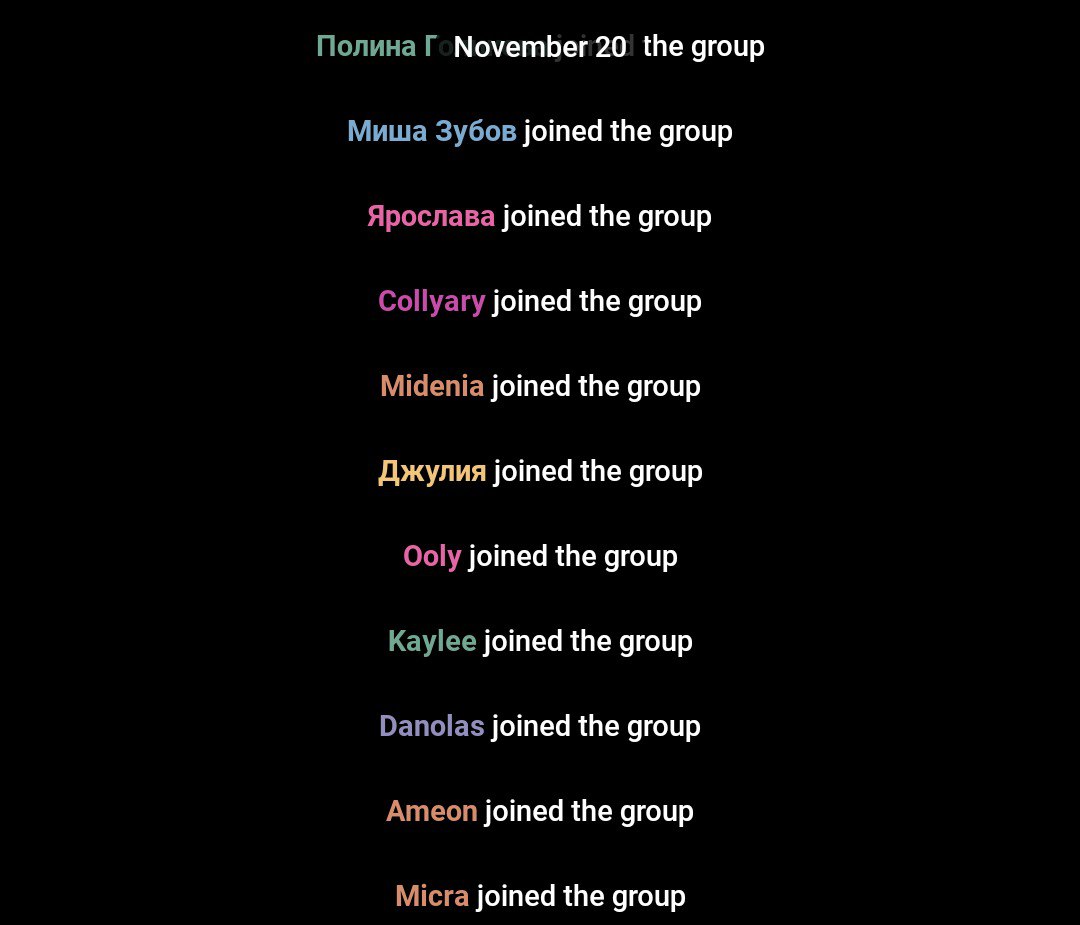 Полина November 20 the group
Миша Зубов joined the group
Ярослава joined the group
Collyary joined the group
Midenia joined the group
Джулия joined the group
Ooly joined the group
Kaylee joined the group
Danolas joined the group
Ameon joined the group
Micra joined the group